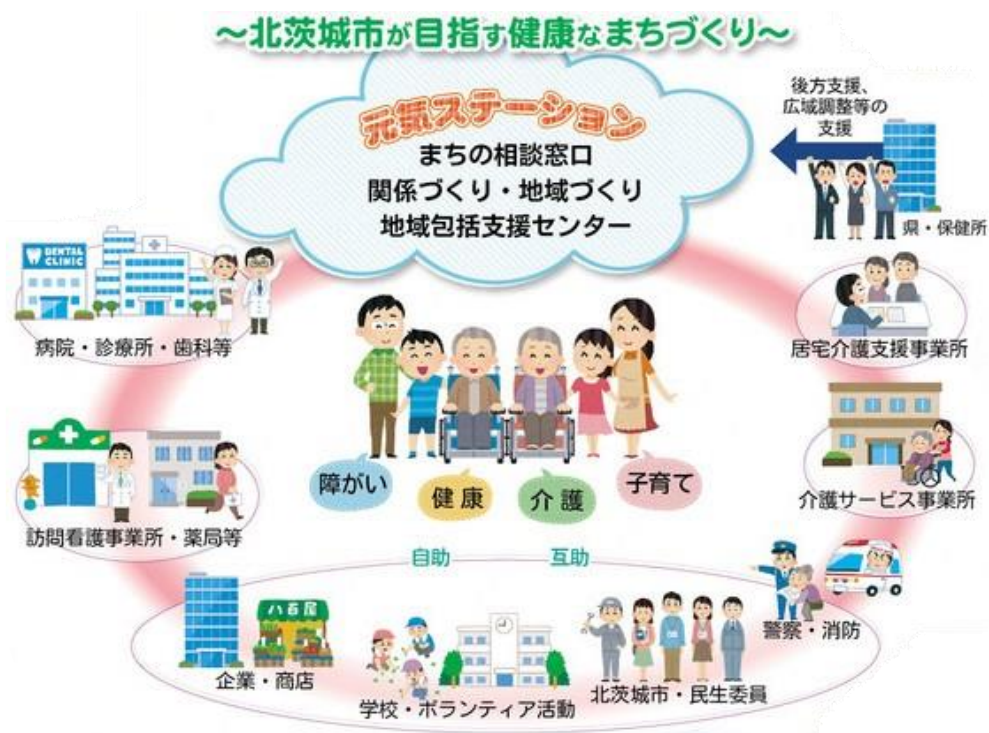 ～北茨城市が目指す健康なまちづくり～
元気ステーション
まちの相談窓口
関係づくり・地域づくり
地域包括支援センター
後方支援、
広域調整等の
支援
県・保健所
DENTAL
CLINIC
病院・診療所・歯科等
居宅介護支援事業所
訪問看護事業所・薬局等
介護サービス事業所
障がい
健康
介護
子育て
自助
互助
八百屋
企業・商店
学校・ボランティア活動
北茨城市・民生委員
警察・消防